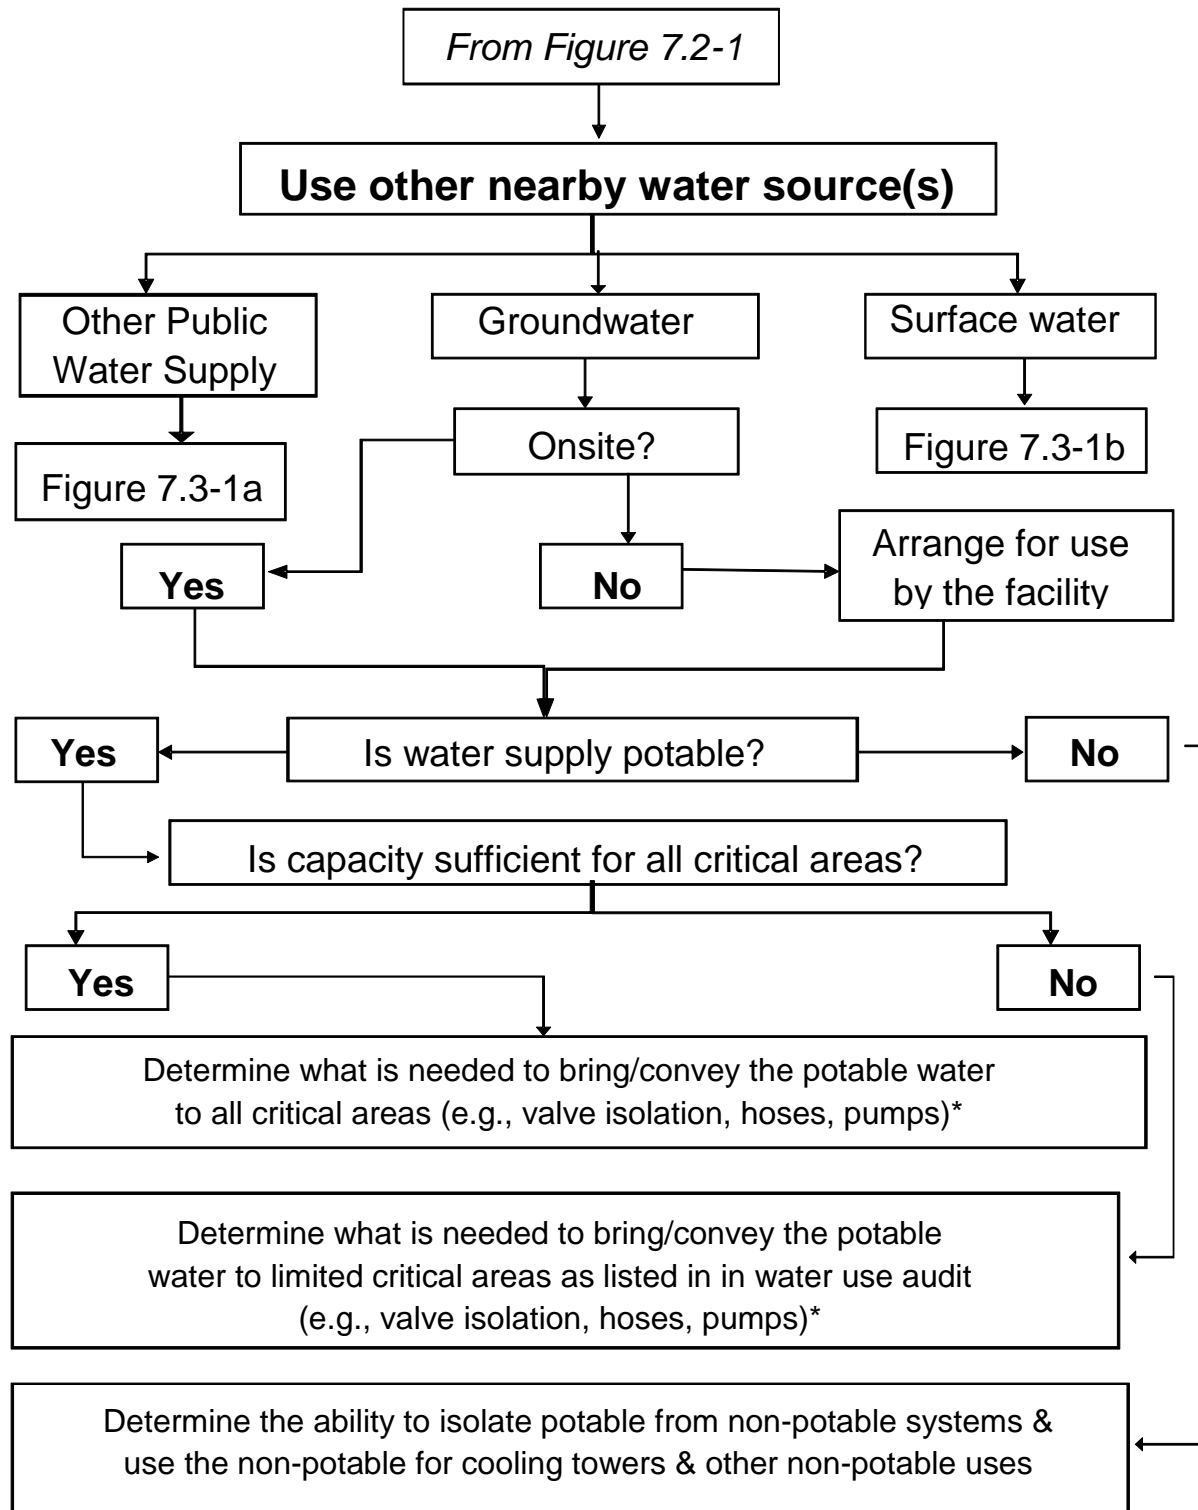 From Figure 7.2-1
Use other nearby water source(s)
Other Public
Water Supply
Groundwater
Surface water
Figure 7.3-1a
Onsite?
Figure 7.3-1b
Yes
No
Arrange for use
by the facility
Yes
Is water supply potable?
No
Is capacity sufficient for all critical areas?
Yes
No
Determine what is needed to bring/convey the potable water
to all critical areas (e.g., valve isolation, hoses, pumps)*
Determine what is needed to bring/convey the potable
water to limited critical areas as listed in in water use audit
(e.g., valve isolation, hoses, pumps)*
Determine the ability to isolate potable from non-potable systems &
use the non-potable for cooling towers & other non-potable uses